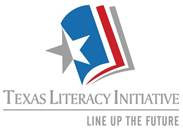 TEXAS LITERACY INITIATIVE
LINE UP THE FUTURE